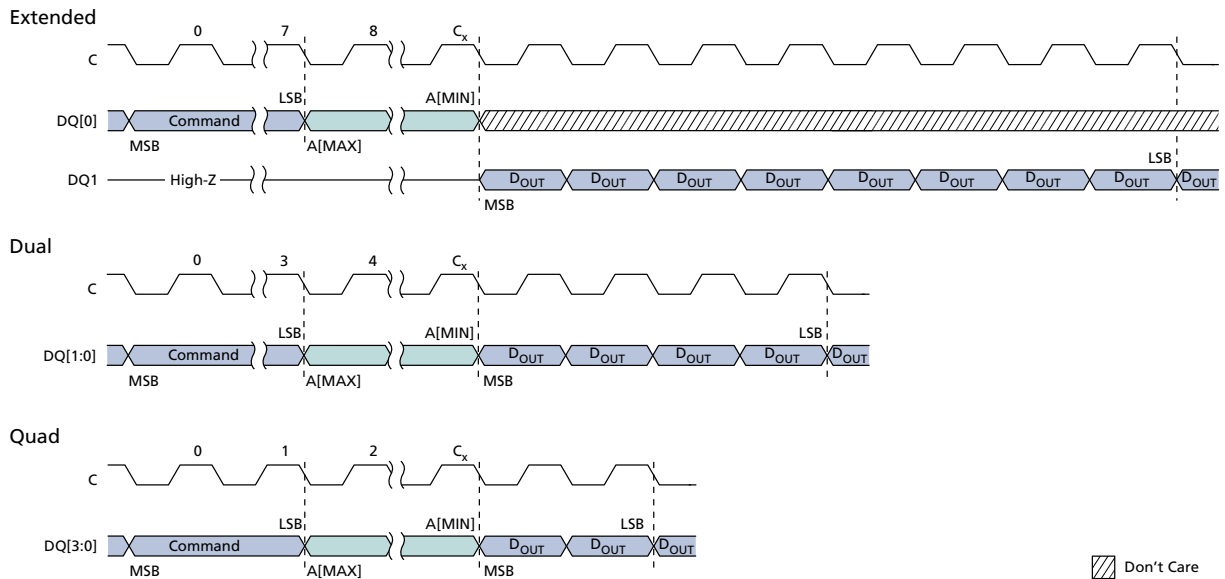 Extended
0 7 8 Cx
C
LSB A[MIN]
DQ[0] Command
MSB A[MAX]
LSB
DQ1 High-Z DOUT DOUT DOUT DOUT DOUT DOUT DOUT DOUT DOUT
MSB
Dual
0 3 4 Cx
C
LSB A[MIN] LSB
DQ[1:0] Command DOUT DOUT DOUT DOUT DOUT
MSB A[MAX] MSB
Quad
0 1 2 Cx
C
LSB A[MIN] LSB
DQ[3:0] Command DOUT DOUT DOUT
MSB A[MAX] MSB
Don't Care